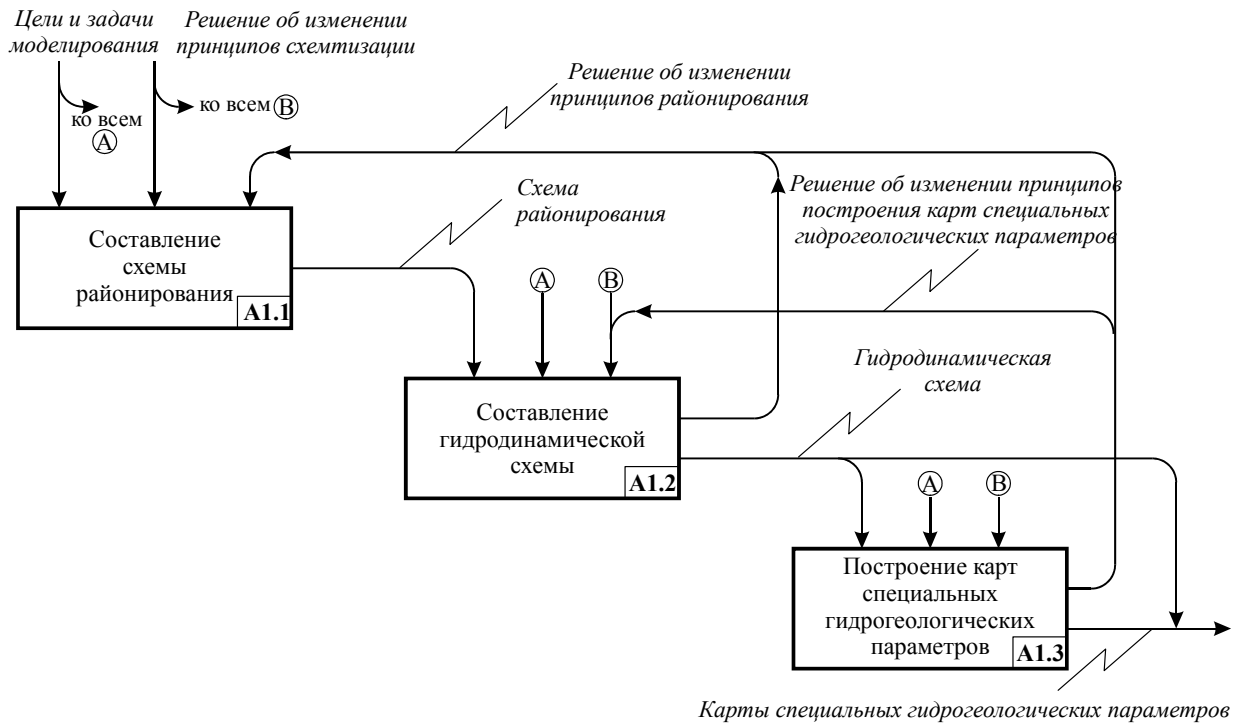 Цели и задачи
моделирования
Решение об изменении
принципов схемтизации
ко всем
A
ко всем B
Решение об изменении
принципов районирования
Схема
районирования
Решение об изменении принципов
построения карт специальных
гидрогеологических параметров
Составление
схемы
районирования
A1.1
A
B
Гидродинамическая
схема
Составление
гидродинамической
схемы
A1.2
A
B
Построение карт
специальных
гидрогеологических
параметров
A1.3
Карты специальных гидрогеологических параметров